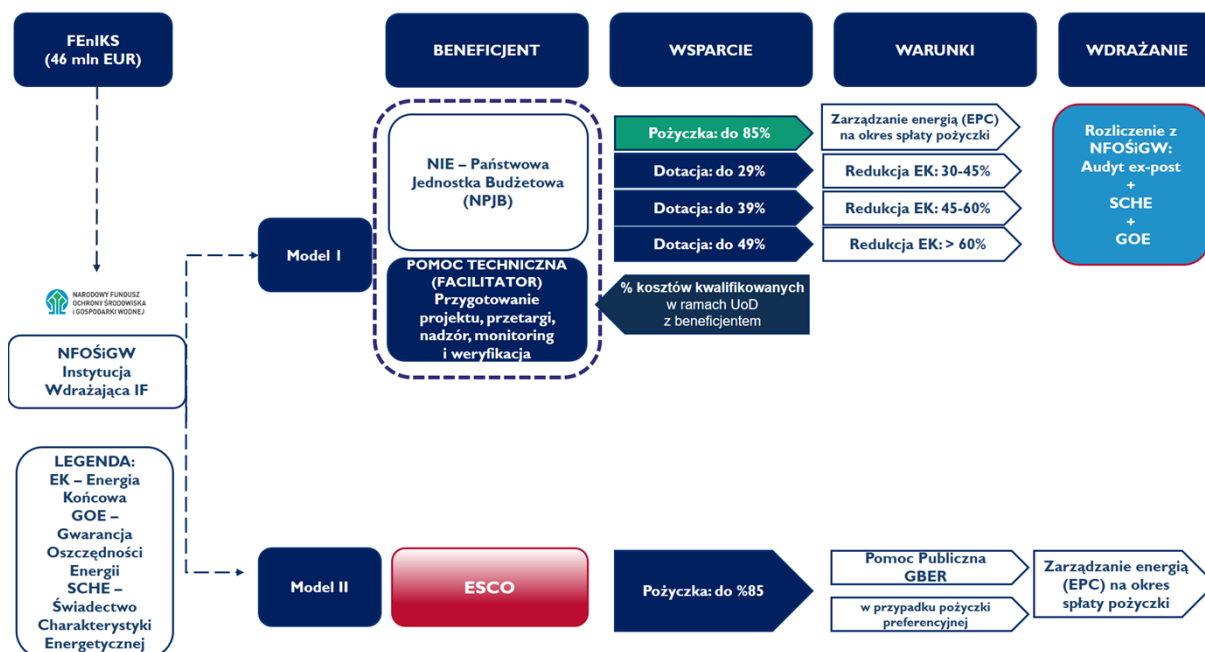 FEnIKS
(46 mln EUR)
BENEFICJENT
WSPARCIE
WARUNKI
WDRAŻANIE
NIE – Państwowa
Jednostka Budżetowa
(NPJB)
Pożyczka: do 85%
Zarządzanie energią (EPC)
na okres spłaty pożyczki
Dotacja: do 29%
Redukcja EK: 30-45%
Dotacja: do 39%
Redukcja EK: 45-60%
Dotacja: do 49%
Redukcja EK: > 60%
Rozliczenie z
NFOŚiGW:
Audyt ex-post
+
SCHE
+
GOE
Model I
POMOC TECHNICZNA
(FACILITATOR)
Przygotowanie
projektu, przetargi,
nadzór, monitoring
i weryfikacja
% kosztów kwalifikowanych
w ramach UoD
z beneficjentem
NARODOWY FUNDUSZ
OCHRONY ŚRODOWISKA
i GOSPODARKI WODNEJ
NFOŚiGW
Instytucja
Wdrażająca IF
LEGENDA:
EK – Energia
Końcowa
GOE –
Gwarancja
Oszczędności
Energii
SCHE –
Świadectwo
Charakterystyki
Energetycznej
Model II
ESCO
Pożyczka: do %85
Pomoc Publiczna
GBER
w przypadku pożyczki
preferencyjnej
Zarządzanie energią
(EPC) na okres
spłaty pożyczki